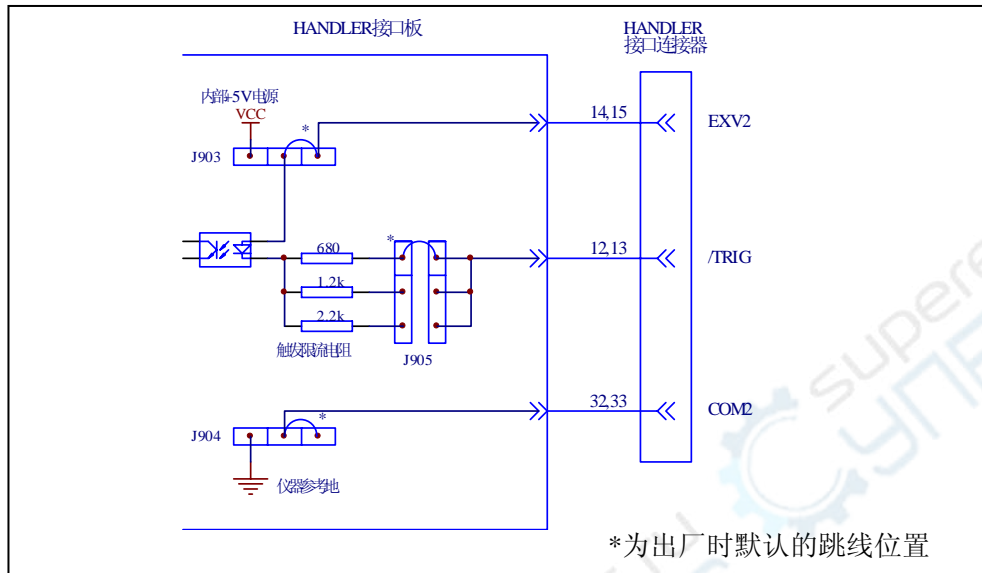 HANDLER接口板
HANDLER
接口连接器
内部+5V电源
VCC
*
J903
14,15
EXV2
680
*
12,13
/TRIG
1.2k
2.2k
触发限流电阻
J905
32,33
COM2
*
J904
仪器参考地
*为出厂时默认的跳线位置